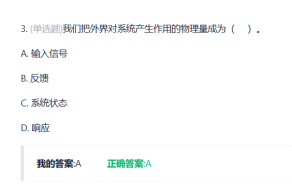 3. (单选题)我们把外界对系统产生作用的物理量成为（ ）。
A. 输入信号
B. 反馈
C. 系统状态
D. 响应
我的答案:A 正确答案:A